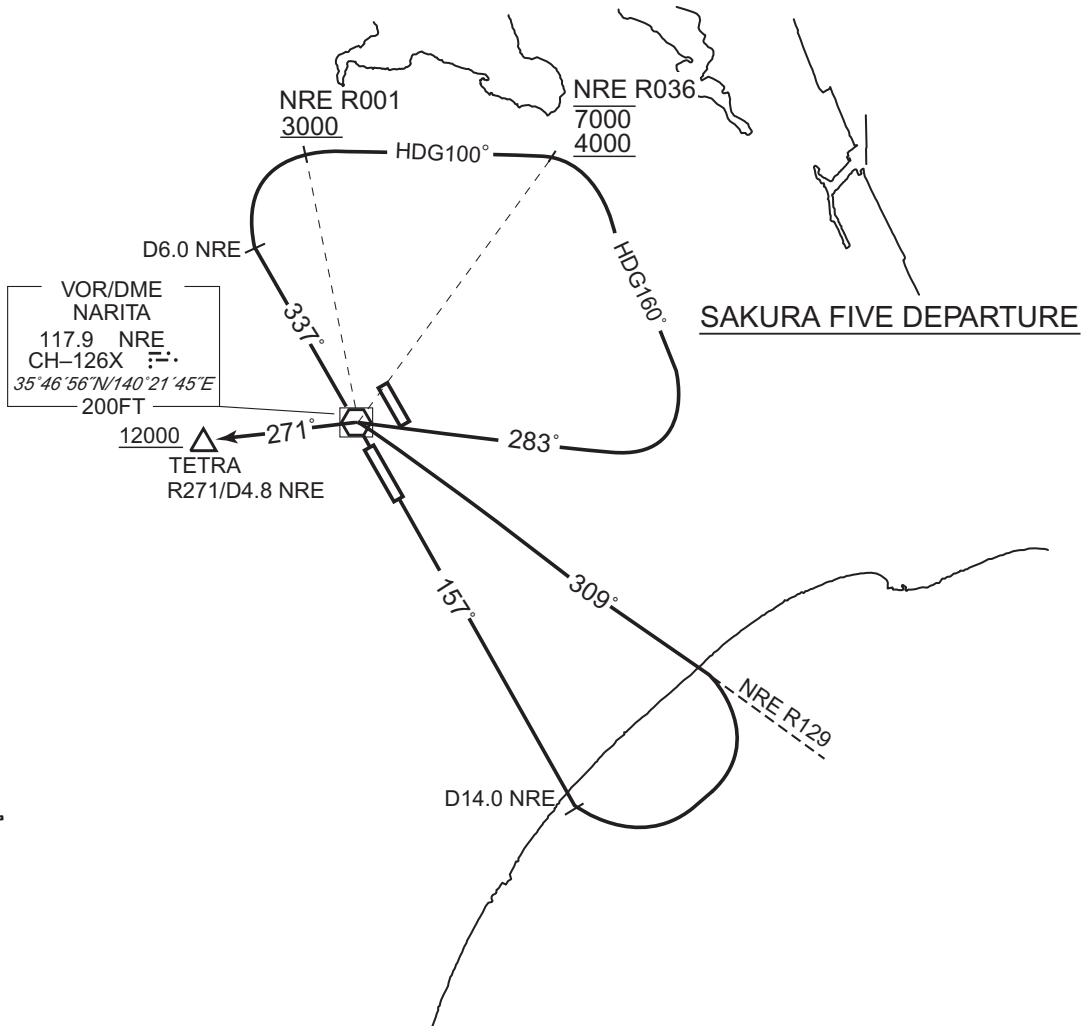 NRE R001
3000
NRE R036
7000
4000
HDG100°
D6.0 NRE
HDG160°
VOR/DME
NARITA
117.9 NRE
CH–126X
35°46´56˝N/140°21´45˝E
200FT
337°
SAKURA FIVE DEPARTURE
12000
271°
283°
TETRA
R271/D4.8 NRE
157°
309°
NRE R129
D14.0 NRE